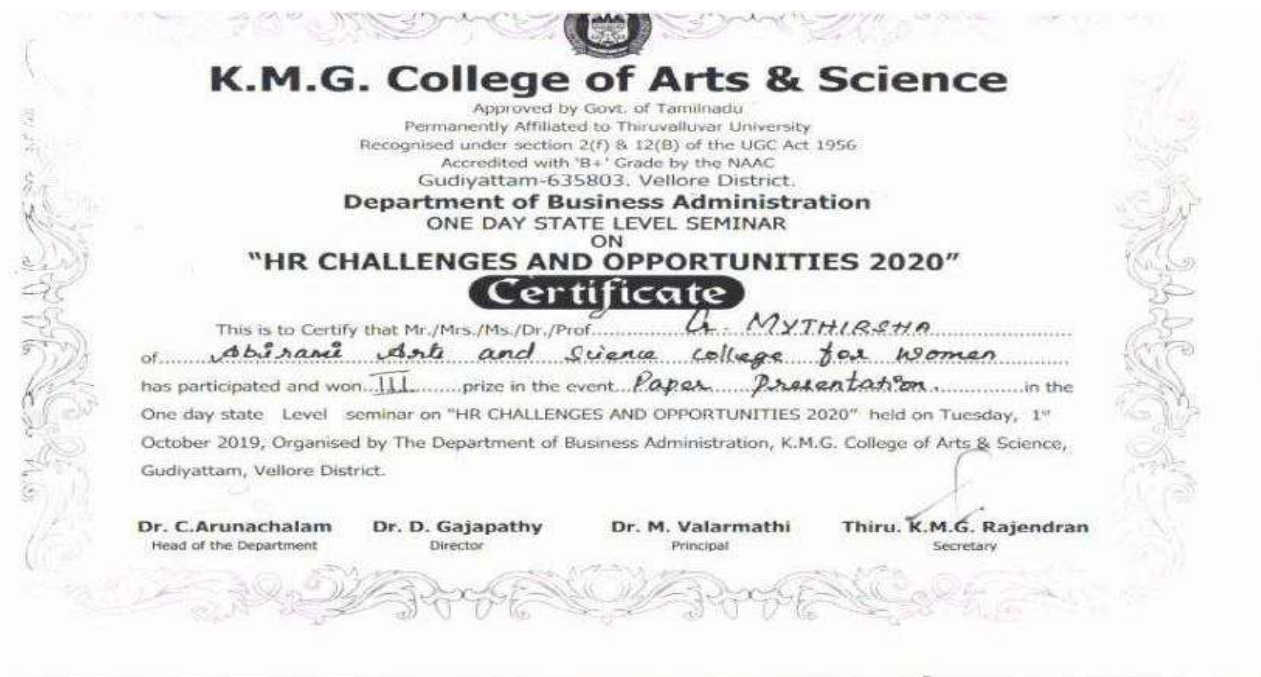 K.M.G. College of Arts & Science
Approved by Govt. of Tamilnadu
Permanently Affiliated to Thiruvalluvar University
Recognised under section 2(f) & 12(B) of the UGC Act 1956
Accredited with 'B+' Grade by the NAAC
Gudiyattam-635803. Vellore District.
Department of Business Administration
ONE DAY STATE LEVEL SEMINAR
ON
"HR CHALLENGES AND OPPORTUNITIES 2020"
Certificate
This is to Certify that Mr./Mrs./Ms./Dr./Prof. MYTHIRSHA
of Abirami Arts and Science college for Women
has participated and won III prize in the event Paper Presentation. in the
One day state Level seminar on "HR CHALLENGES AND OPPORTUNITIES 2020" held on Tuesday, 1st
October 2019, Organised by The Department of Business Administration, K.M.G. College of Arts & Science,
Gudiyattam, Vellore District.
Dr. C.Arunachalam Dr. D. Gajapathy Dr. M. Valarmathi Thiru. K.M.G. Rajendran
Head of the Department Director Principal Secretary